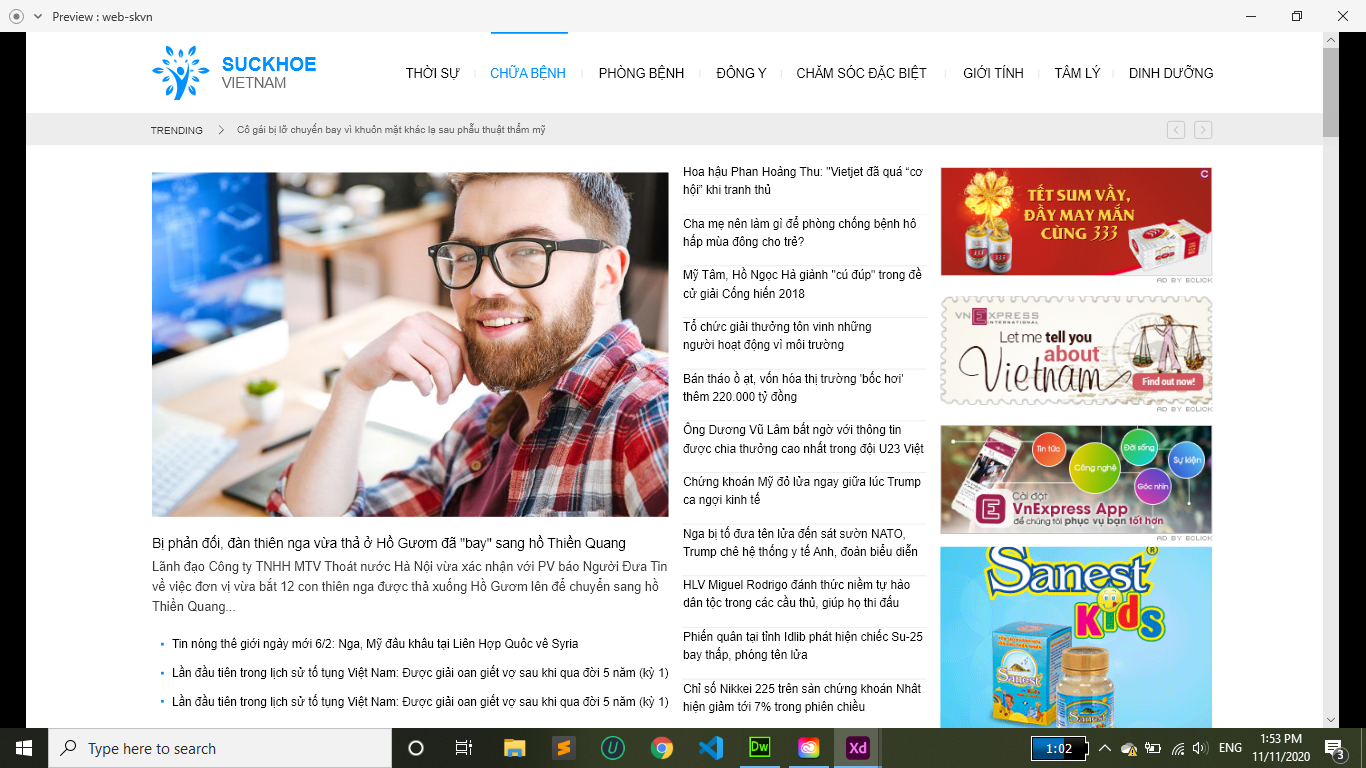 Preview : web-skvn
SUCKHOE
VIETNAM
THỜI SỰ
CHỮA BỆNH
PHÒNG BỆNH
ĐÔNG Y
CHĂM SÓC ĐẶC BIỆT
GIỚI TÍNH
TÂM LÝ
DINH DƯỠNG
TRENDING
Cô gái bị lỡ chuyến bay vì khuôn mặt khác lạ sau phẫu thuật thẩm mỹ
Bị phản đối, đàn thiên nga vừa thả ở Hồ Gươm đã "bay" sang hồ Thiền Quang
Lãnh đạo Công ty TNHH MTV Thoát nước Hà Nội vừa xác nhận với PV báo Người Đưa Tin
về việc đơn vị vừa bắt 12 con thiên nga được thả xuống Hồ Gươm lên để chuyển sang hồ
Thiền Quang...
Tin nóng thế giới ngày mới 6/2: Nga, Mỹ đấu khẩu tại Liên Hợp Quốc về Syria
Lần đầu tiên trong lịch sử tố tụng Việt Nam: Được giải oan giết vợ sau khi qua đời 5 năm (kỳ 1)
Lần đầu tiên trong lịch sử tố tụng Việt Nam: Được giải oan giết vợ sau khi qua đời 5 năm (kỳ 1)
Hoa hậu Phan Hoàng Thu: "Vietjet đã quá “cơ
hội” khi tranh thủ
Cha mẹ nên làm gì để phòng chống bệnh hô
hấp mùa đông cho trẻ?
Mỹ Tâm, Hồ Ngọc Hà giành "cú đúp" trong đề
cử giải Cống hiến 2018
Tổ chức giải thưởng tôn vinh những
người hoạt động vì môi trường
Bán tháo ồ ạt, vốn hóa thị trường 'bốc hơi'
thêm 220.000 tỷ đồng
Ông Dương Vũ Lâm bất ngờ với thông tin
được chia thưởng cao nhất trong đội U23 Việt
Chứng khoán Mỹ đỏ lửa ngay giữa lúc Trump
ca ngợi kinh tế
Nga bị tố đưa tên lửa đến sát sườn NATO,
Trump chê hệ thống y tế Anh, đoàn biểu diễn
HLV Miguel Rodrigo đánh thức niềm tự hào
dân tộc trong các cầu thủ, giúp họ thi đấu
Phiến quân tại tỉnh Idlib phát hiện chiếc Su-25
bay thấp, phóng tên lửa
Chỉ số Nikkei 225 trên sàn chứng khoán Nhật
hiện giảm tới 7% trong phiên chiều
TẾT SUM VẦY,
ĐẦY MAY MẮN
CÙNG 333
AD BY ECLICK
VNEXPRESS
INTERNATIONAL
Let me tell you
about
Vietnam
Find out now!
AD BY ECLICK
Tin tức
Công nghệ
Đời sống
Góc nhìn
Sự kiện
Cài đặt
VnExpress App
để chúng tôi phục vụ bạn tốt hơn
AD BY ECLICK
Sanest
Kids
Sanest
Sanest
Type here to search
1:02
ENG
1:53 PM
11/11/2020
3